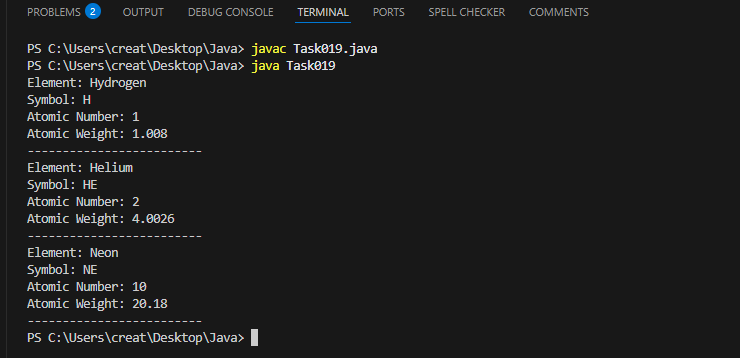 PROBLEMS 2 OUTPUT DEBUG CONSOLE TERMINAL PORTS SPELL CHECKER COMMENTS
PS C:\Users\creat\Desktop\Java> javac Task019.java
PS C:\Users\creat\Desktop\Java> java Task019
Element: Hydrogen
Symbol: H
Atomic Number: 1
Atomic Weight: 1.008
-------------------------
Element: Helium
Symbol: HE
Atomic Number: 2
Atomic Weight: 4.0026
-------------------------
Element: Neon
Symbol: NE
Atomic Number: 10
Atomic Weight: 20.18
-------------------------
PS C:\Users\creat\Desktop\Java>